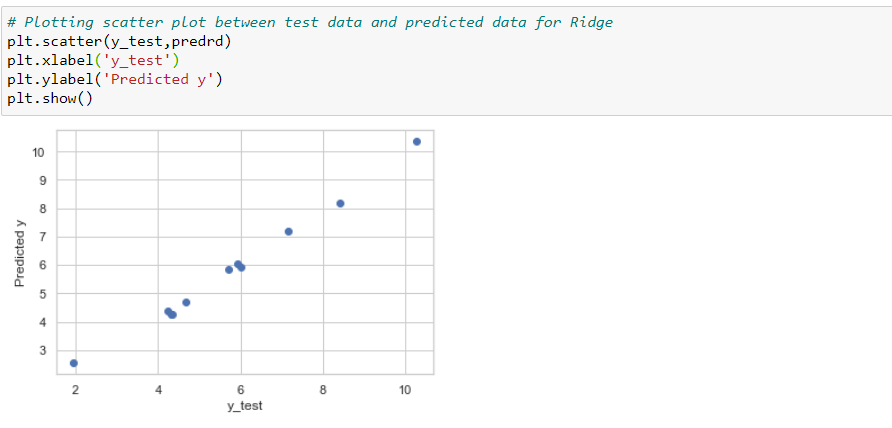 # Plotting scatter plot between test data and predicted data for Ridge
plt.scatter(y_test,predrd)
plt.xlabel('y_test')
plt.ylabel('Predicted y')
plt.show()
10
9
8
7
6
5
4
3
Predicted y
2 4 6 8 10
y_test